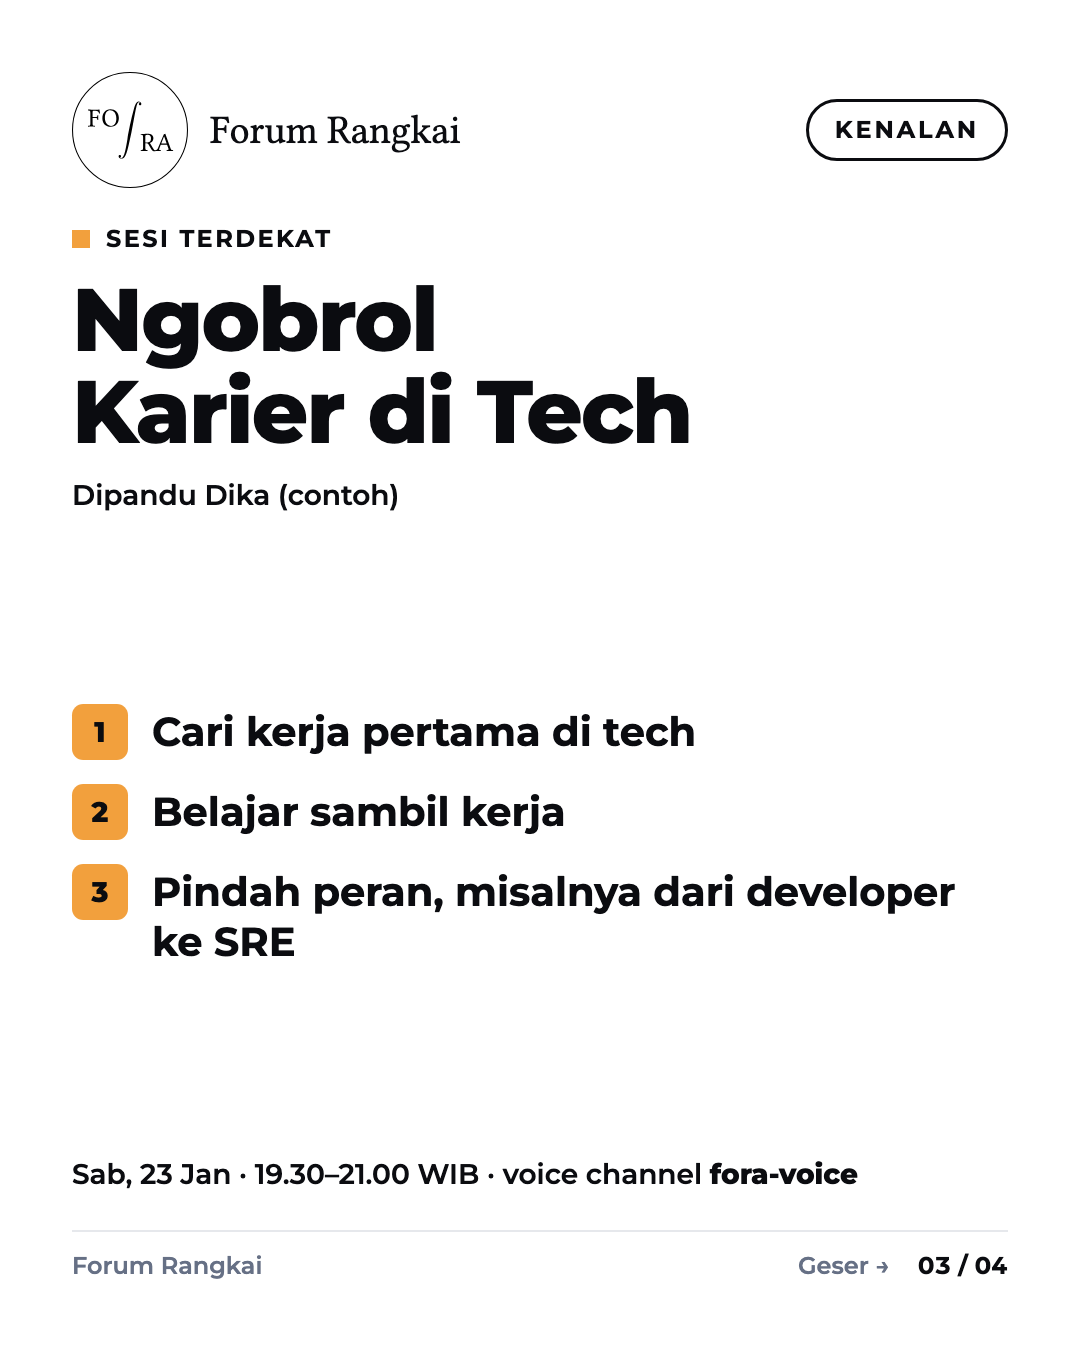 FO∫RA
Forum Rangkai
KENALAN
SESI TERDEKAT
Ngobrol
Karier di Tech
Dipandu Dika (contoh)
1 Cari kerja pertama di tech
2 Belajar sambil kerja
3 Pindah peran, misalnya dari developer
ke SRE
Sab, 23 Jan · 19.30–21.00 WIB · voice channel fora-voice
Forum Rangkai
Geser → 03 / 04